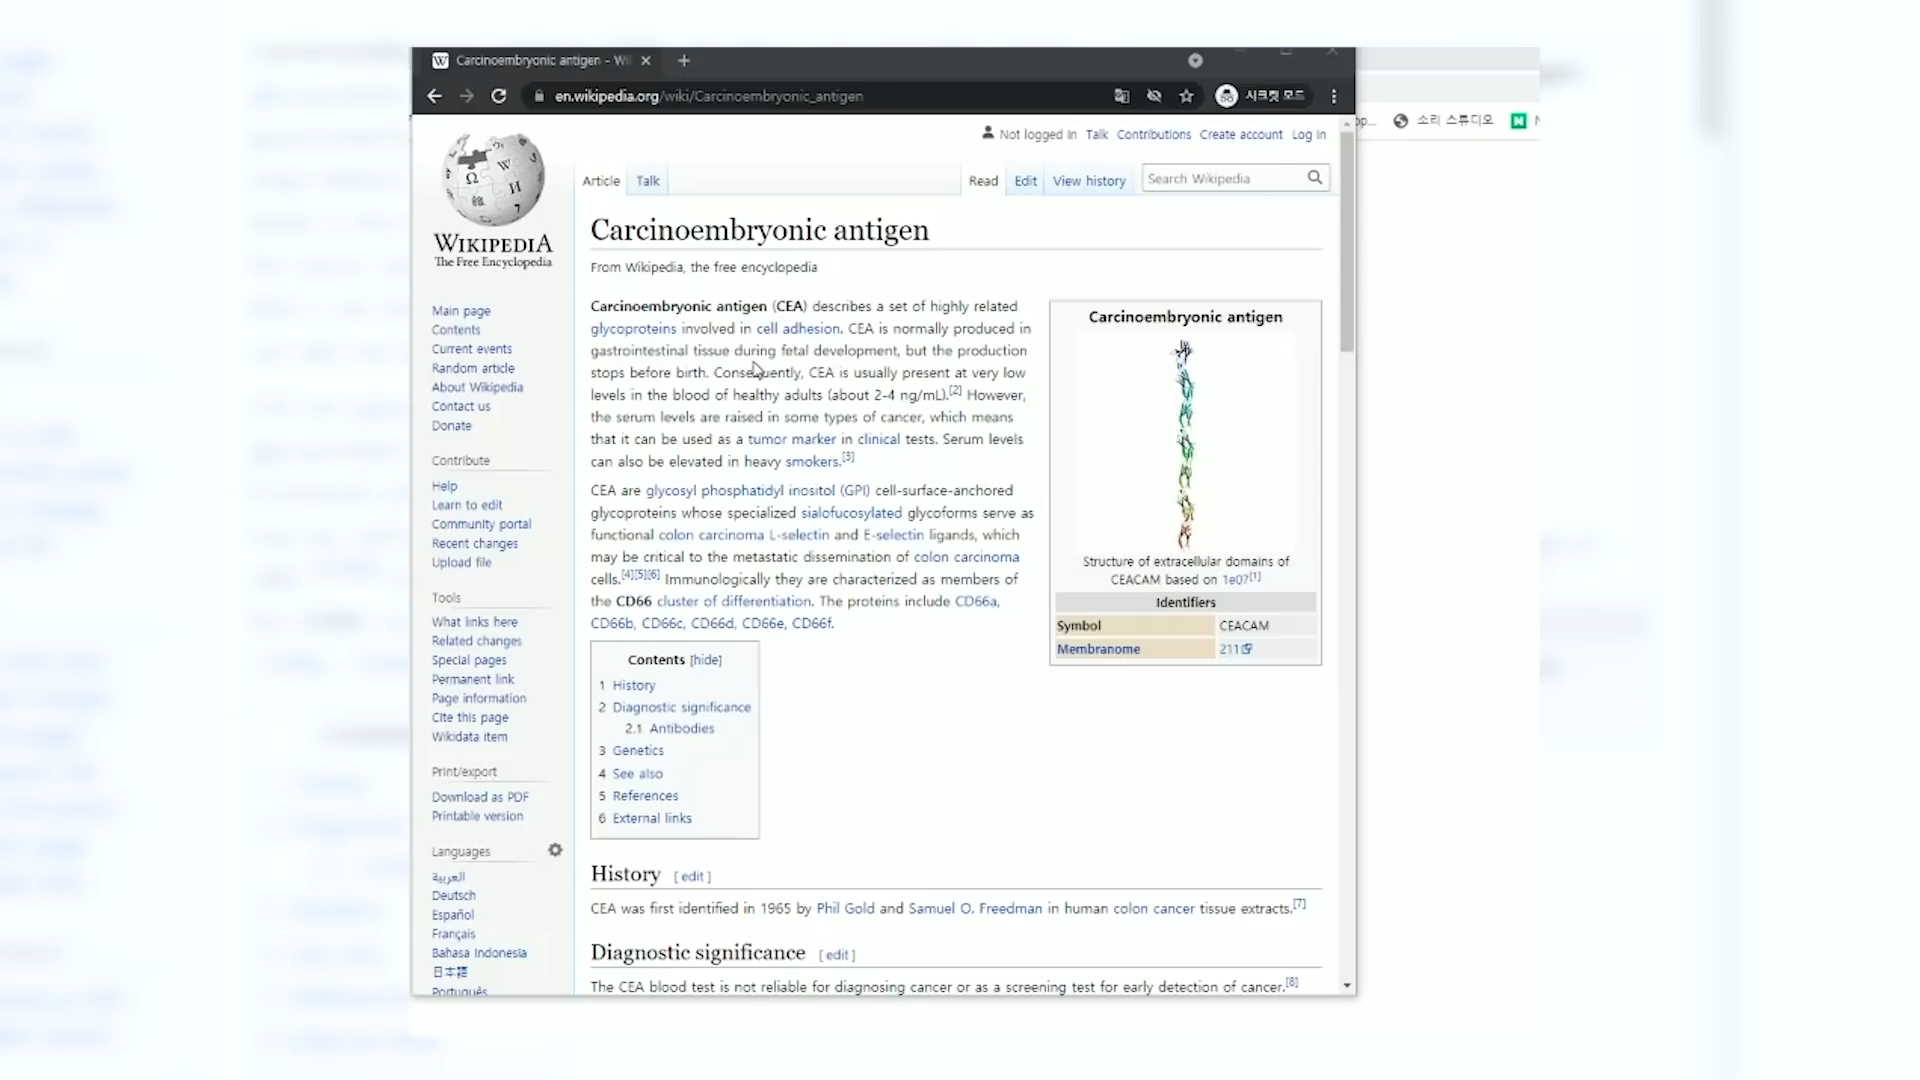 Carcinoembryonic antigen - Wi
en.wikipedia.org/wiki/Carcinoembryonic_antigen
시크릿 모드
소리 스튜디오
Not logged in Talk Contributions Create account Log in
Article Talk Read Edit View history Search Wikipedia
WIKIPEDIA
The Free Encyclopedia
Main page
Contents
Current events
Random article
About Wikipedia
Contact us
Donate
Contribute
Help
Learn to edit
Community portal
Recent changes
Upload file
Tools
What links here
Related changes
Special pages
Permanent link
Page information
Cite this page
Wikidata item
Print/export
Download as PDF
Printable version
Languages
العربية
Deutsch
Español
Français
Bahasa Indonesia
日本語
Português
Carcinoembryonic antigen
From Wikipedia, the free encyclopedia
Carcinoembryonic antigen (CEA) describes a set of highly related
glycoproteins involved in cell adhesion. CEA is normally produced in
gastrointestinal tissue during fetal development, but the production
stops before birth. Consequently, CEA is usually present at very low
levels in the blood of healthy adults (about 2-4 ng/mL).[2] However,
the serum levels are raised in some types of cancer, which means
that it can be used as a tumor marker in clinical tests. Serum levels
can also be elevated in heavy smokers.[3]
CEA are glycosyl phosphatidyl inositol (GPI) cell-surface-anchored
glycoproteins whose specialized sialofucosylated glycoforms serve as
functional colon carcinoma L-selectin and E-selectin ligands, which
may be critical to the metastatic dissemination of colon carcinoma
cells.[4][5][6] Immunologically they are characterized as members of
the CD66 cluster of differentiation. The proteins include CD66a,
CD66b, CD66c, CD66d, CD66e, CD66f.
Carcinoembryonic antigen
Structure of extracellular domains of
CEACAM based on 1e07[1]
Identifiers
Symbol CEACAM
Membranome 211
Contents [hide]
1 History
2 Diagnostic significance
2.1 Antibodies
3 Genetics
4 See also
5 References
6 External links
History [ edit ]
CEA was first identified in 1965 by Phil Gold and Samuel O. Freedman in human colon cancer tissue extracts.[7]
Diagnostic significance [ edit ]
The CEA blood test is not reliable for diagnosing cancer or as a screening test for early detection of cancer.[8]